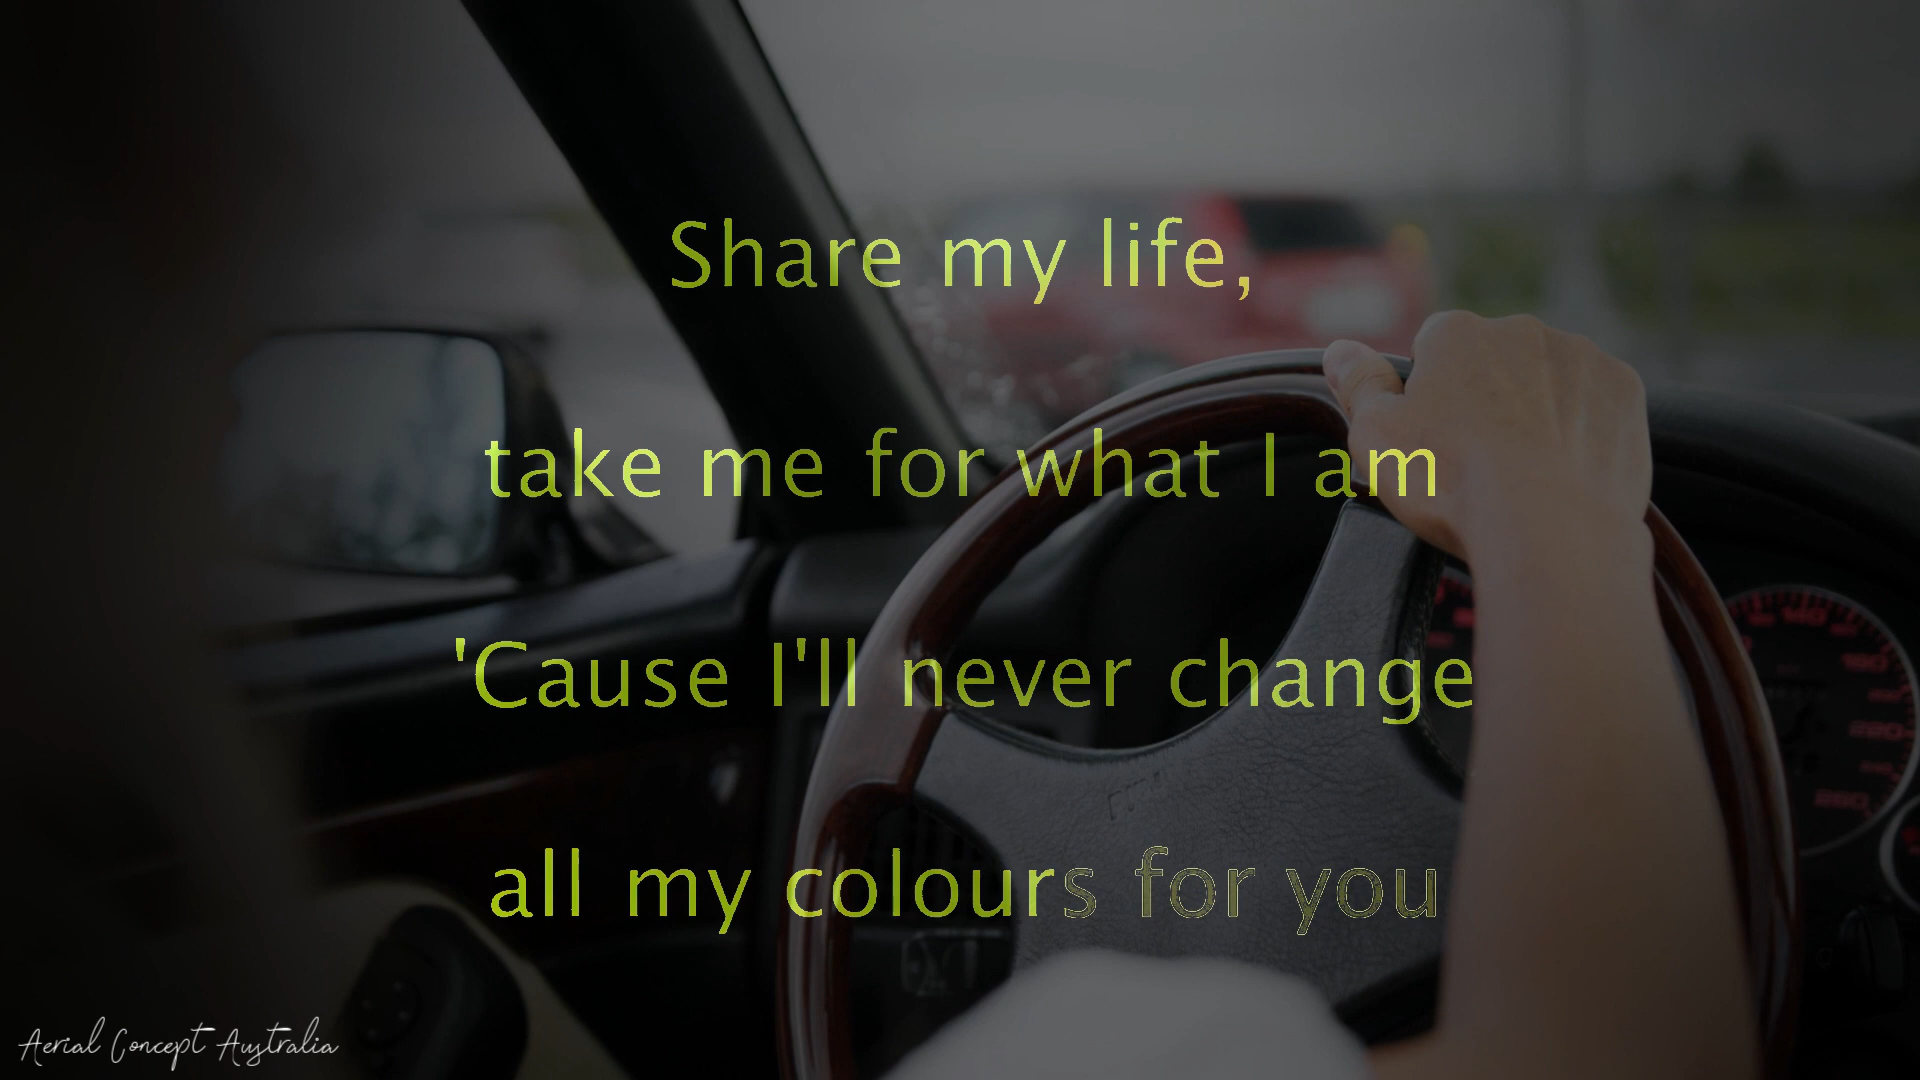 Share my life,
take me for what I am
'Cause I'll never change
all my colours for you
Aerial Concept Australia